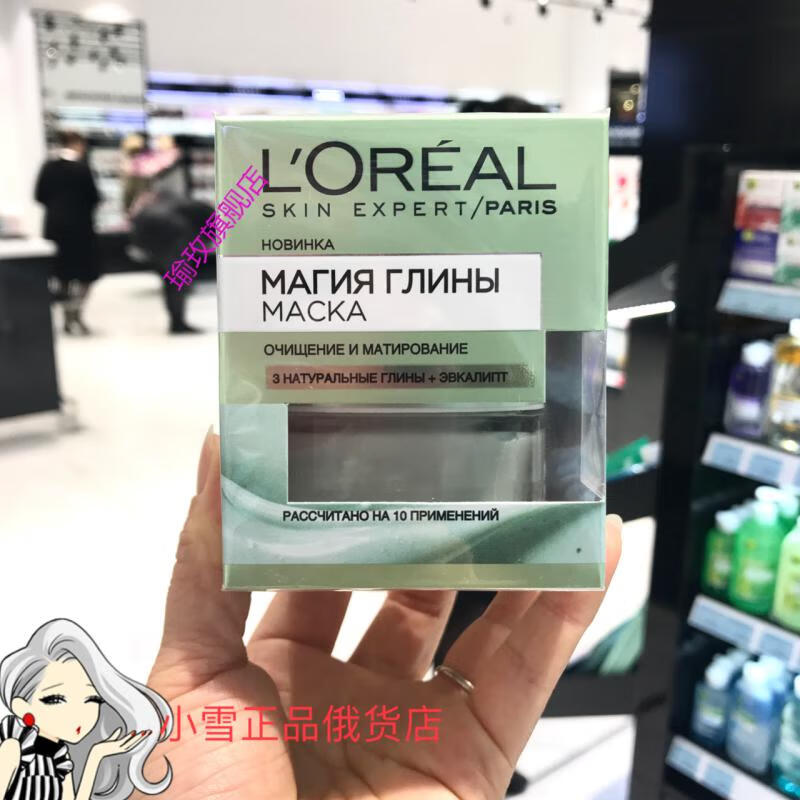 L'ORÉAL
SKIN EXPERT/PARIS
НОВИНКА
МАГИЯ ГЛИНЫ
МАСКА
ОЧИЩЕНИЕ И МАТИРОВАНИЕ
3 НАТУРАЛЬНЫЕ ГЛИНЫ + ЭВКАЛИПТ
РАССЧИТАНО НА 10 ПРИМЕНЕНИЙ
瑜玫旗舰店
小雪正品俄货店